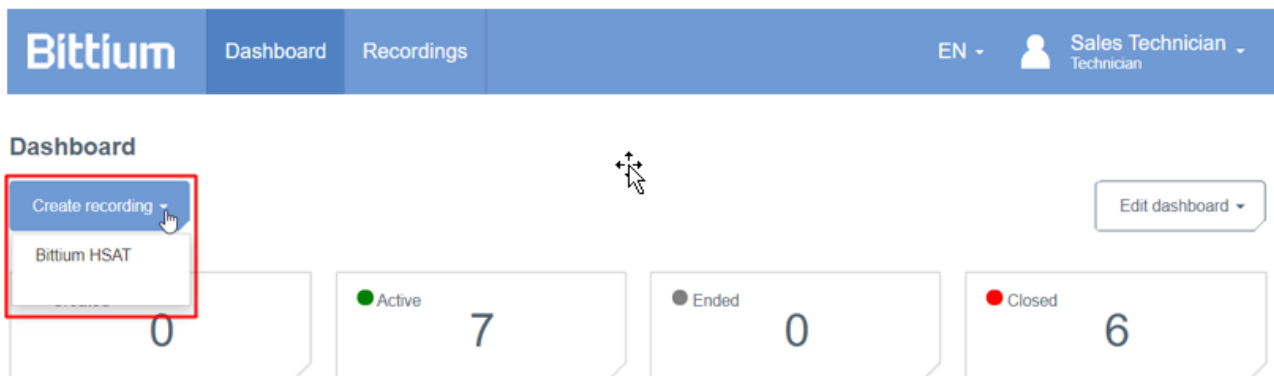 Bittium Dashboard Recordings EN Sales Technician
Technician
Dashboard
Create recording
Edit dashboard
Bittium HSAT
Active
Ended
Closed
0
7
0
6